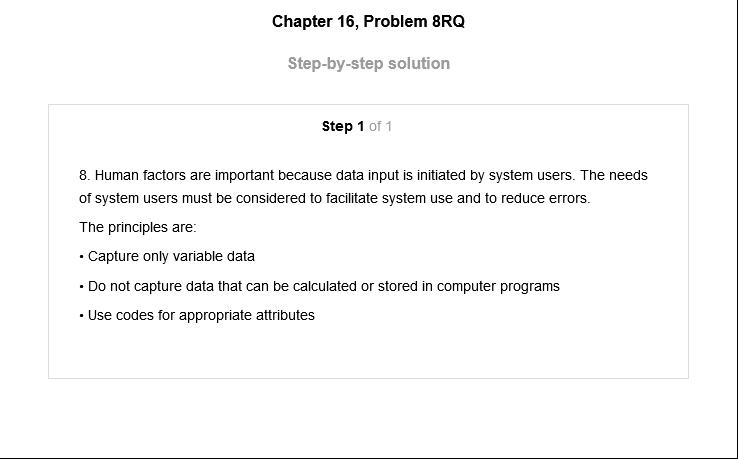 Chapter 16, Problem 8RQ
Step-by-step solution
Step 1 of 1
8. Human factors are important because data input is initiated by system users. The needs
of system users must be considered to facilitate system use and to reduce errors.
The principles are:
• Capture only variable data
• Do not capture data that can be calculated or stored in computer programs
• Use codes for appropriate attributes